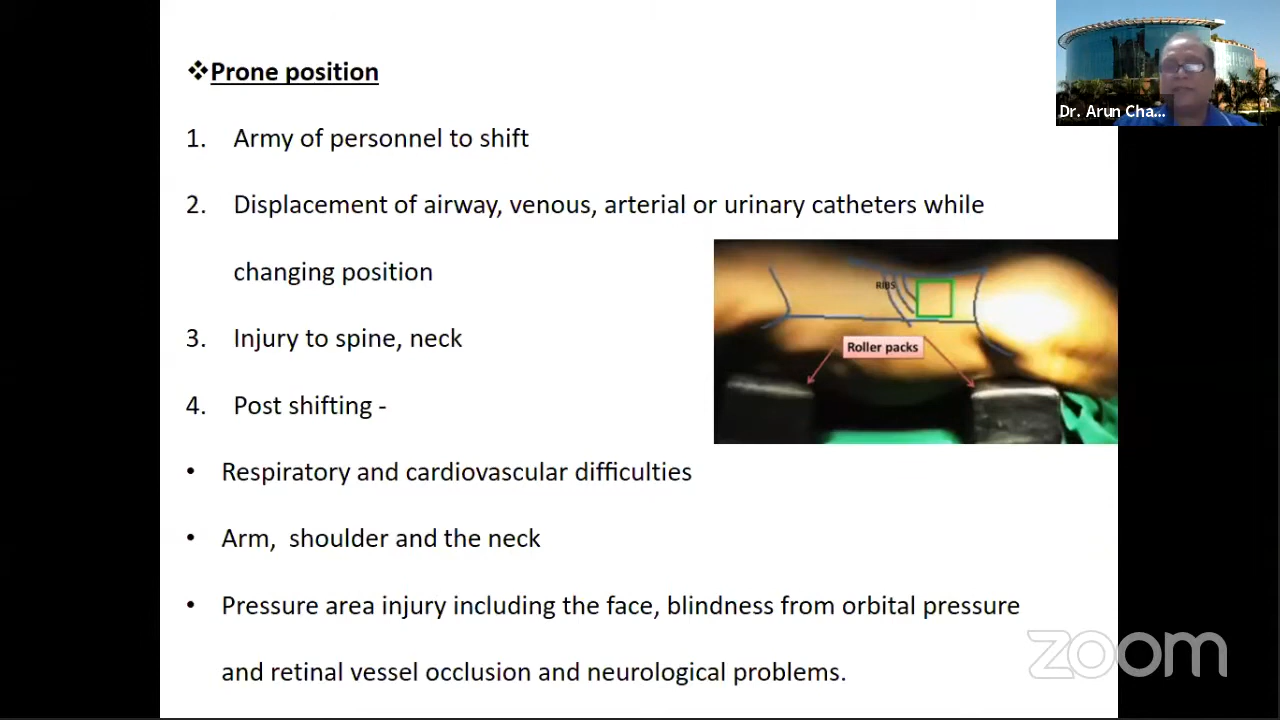 ❖Prone position
Dr. Arun Cha...
1. Army of personnel to shift
2. Displacement of airway, venous, arterial or urinary catheters while
changing position
RIBS
3. Injury to spine, neck
Roller packs
4. Post shifting -
• Respiratory and cardiovascular difficulties
• Arm,  shoulder and the neck
• Pressure area injury including the face, blindness from orbital pressure
and retinal vessel occlusion and neurological problems.
zoom